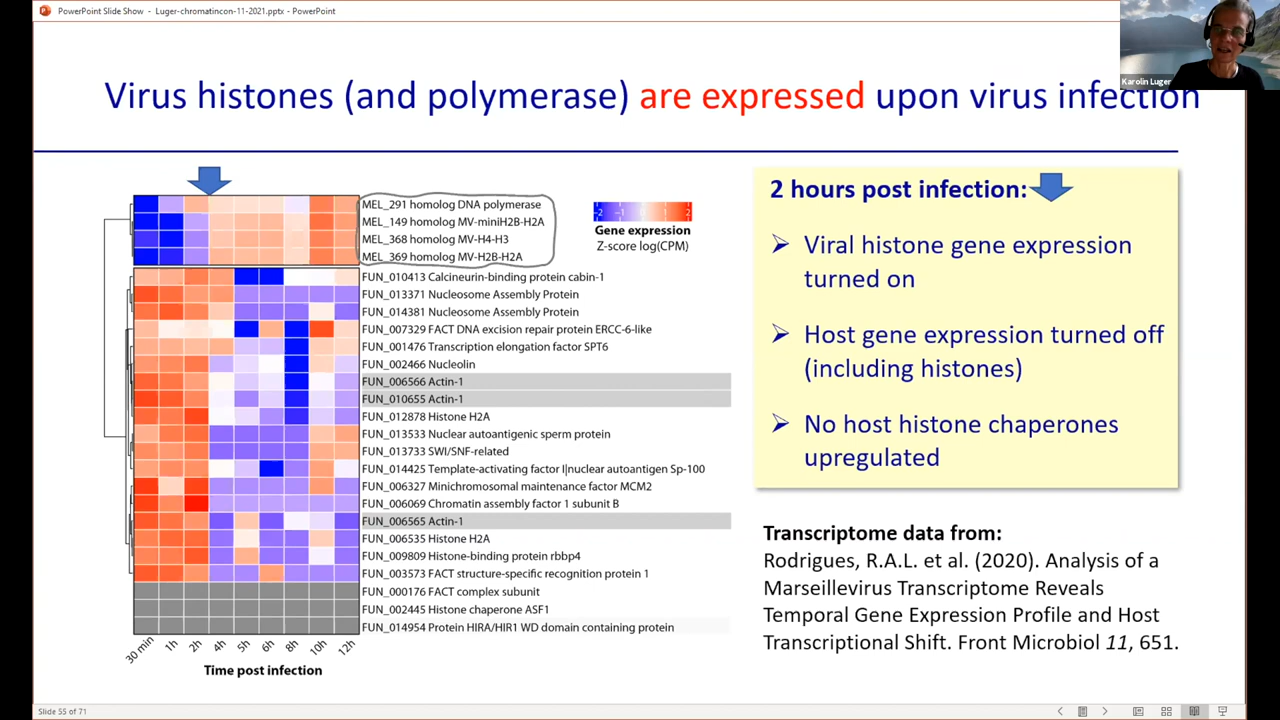 PowerPoint Slide Show - Luger-chromatincon-11-2021.pptx - PowerPoint
Karolin Luger
Virus histones (and polymerase) are expressed upon virus infection
MEL_291 homolog DNA polymerase
MEL_149 homolog MV-miniH2B-H2A
MEL_368 homolog MV-H4-H3
MEL_369 homolog MV-H2B-H2A
FUN_010413 Calcineurin-binding protein cabin-1
FUN_013371 Nucleosome Assembly Protein
FUN_014381 Nucleosome Assembly Protein
FUN_007329 FACT DNA excision repair protein ERCC-6-like
FUN_001476 Transcription elongation factor SPT6
FUN_002466 Nucleolin
FUN_006566 Actin-1
FUN_010655 Actin-1
FUN_012878 Histone H2A
FUN_013533 Nuclear autoantigenic sperm protein
FUN_013733 SWI/SNF-related
FUN_014425 Template-activating factor I|nuclear autoantigen Sp-100
FUN_006327 Minichromosomal maintenance factor MCM2
FUN_006069 Chromatin assembly factor 1 subunit B
FUN_006565 Actin-1
FUN_006535 Histone H2A
FUN_009809 Histone-binding protein rbbp4
FUN_003573 FACT structure-specific recognition protein 1
FUN_000176 FACT complex subunit
FUN_002445 Histone chaperone ASF1
FUN_014954 Protein HIRA/HIR1 WD domain containing protein
30 min 1h 2h 4h 5h 6h 8h 10h 12h
Time post infection
-2 -1 0 1 2
Gene expression
Z-score log(CPM)
2 hours post infection:
Viral histone gene expression
turned on
Host gene expression turned off
(including histones)
No host histone chaperones
upregulated
Transcriptome data from:
Rodrigues, R.A.L. et al. (2020). Analysis of a
Marseillevirus Transcriptome Reveals
Temporal Gene Expression Profile and Host
Transcriptional Shift. Front Microbiol 11, 651.
Slide 55 of 71